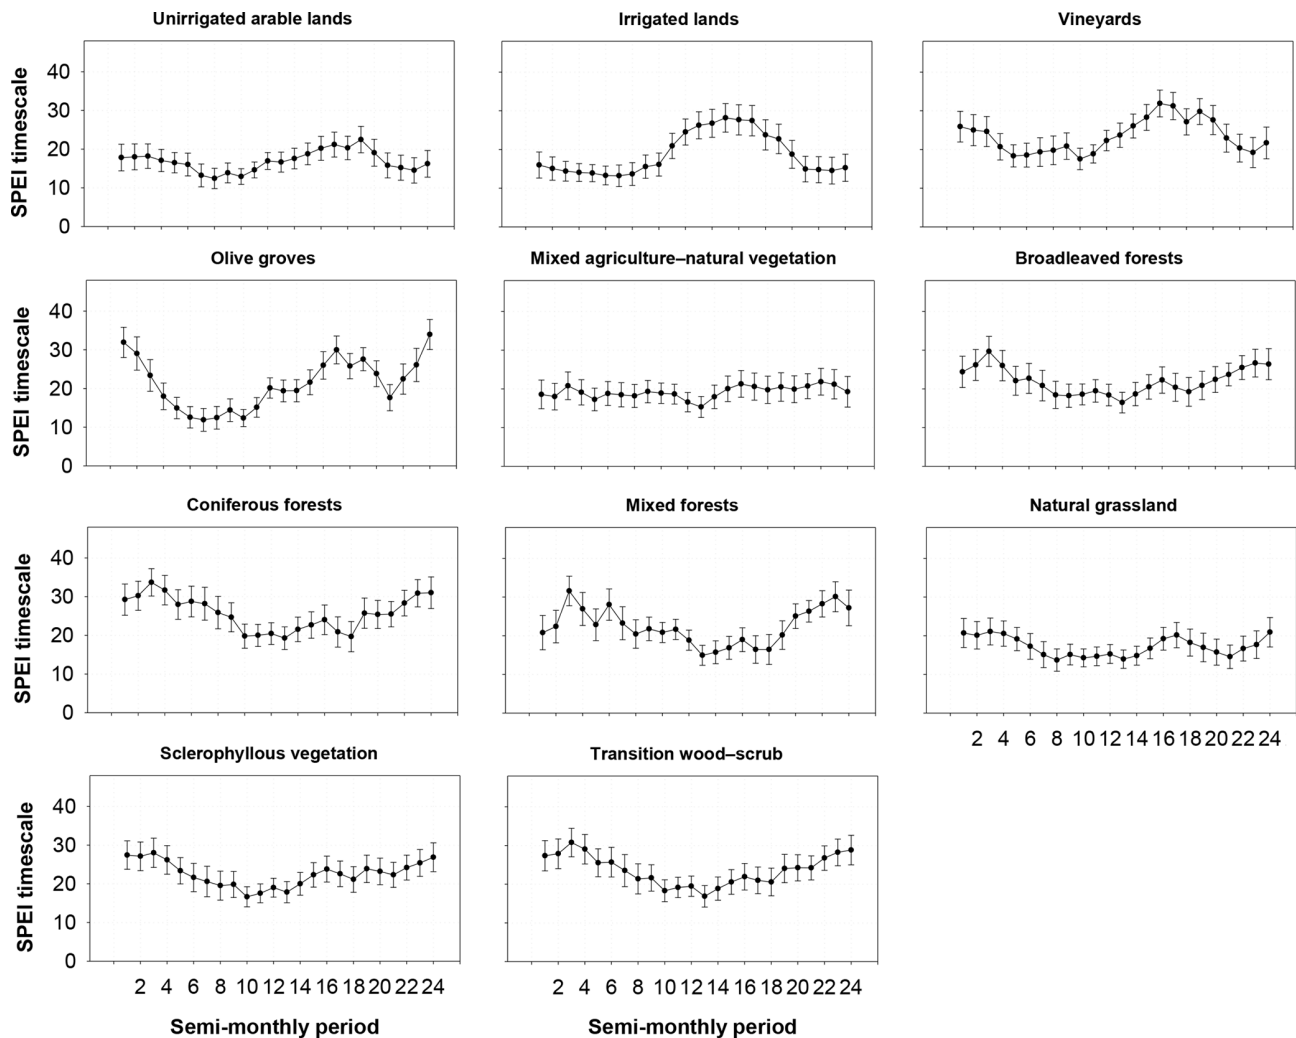 Unirrigated arable lands
Irrigated lands
Vineyards
SPEI timescale
40
30
20
10
0
Olive groves
Mixed agriculture–natural vegetation
Broadleaved forests
SPEI timescale
40
30
20
10
0
Coniferous forests
Mixed forests
Natural grassland
SPEI timescale
40
30
20
10
0
2 4 6 8 10 12 14 16 18 20 22 24
Sclerophyllous vegetation
Transition wood–scrub
SPEI timescale
40
30
20
10
0
2 4 6 8 10 12 14 16 18 20 22 24
2 4 6 8 10 12 14 16 18 20 22 24
Semi-monthly period
Semi-monthly period